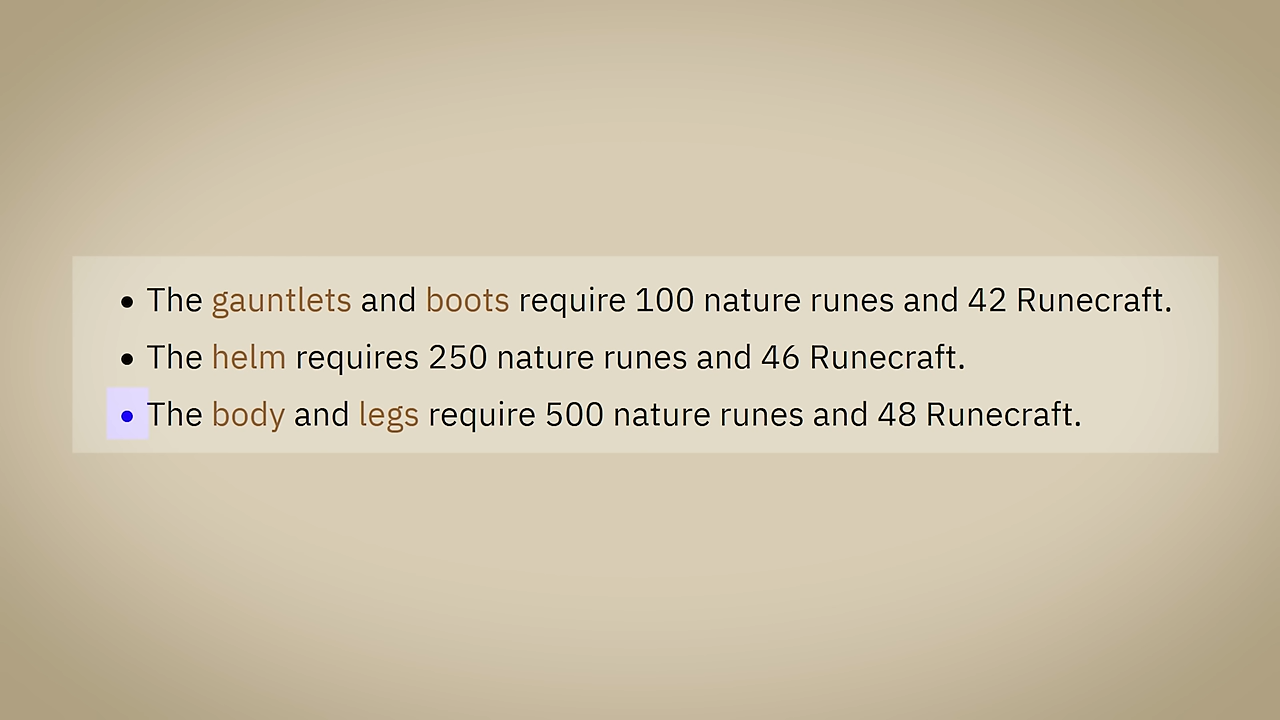 • The gauntlets and boots require 100 nature runes and 42 Runecraft.
• The helm requires 250 nature runes and 46 Runecraft.
• The body and legs require 500 nature runes and 48 Runecraft.